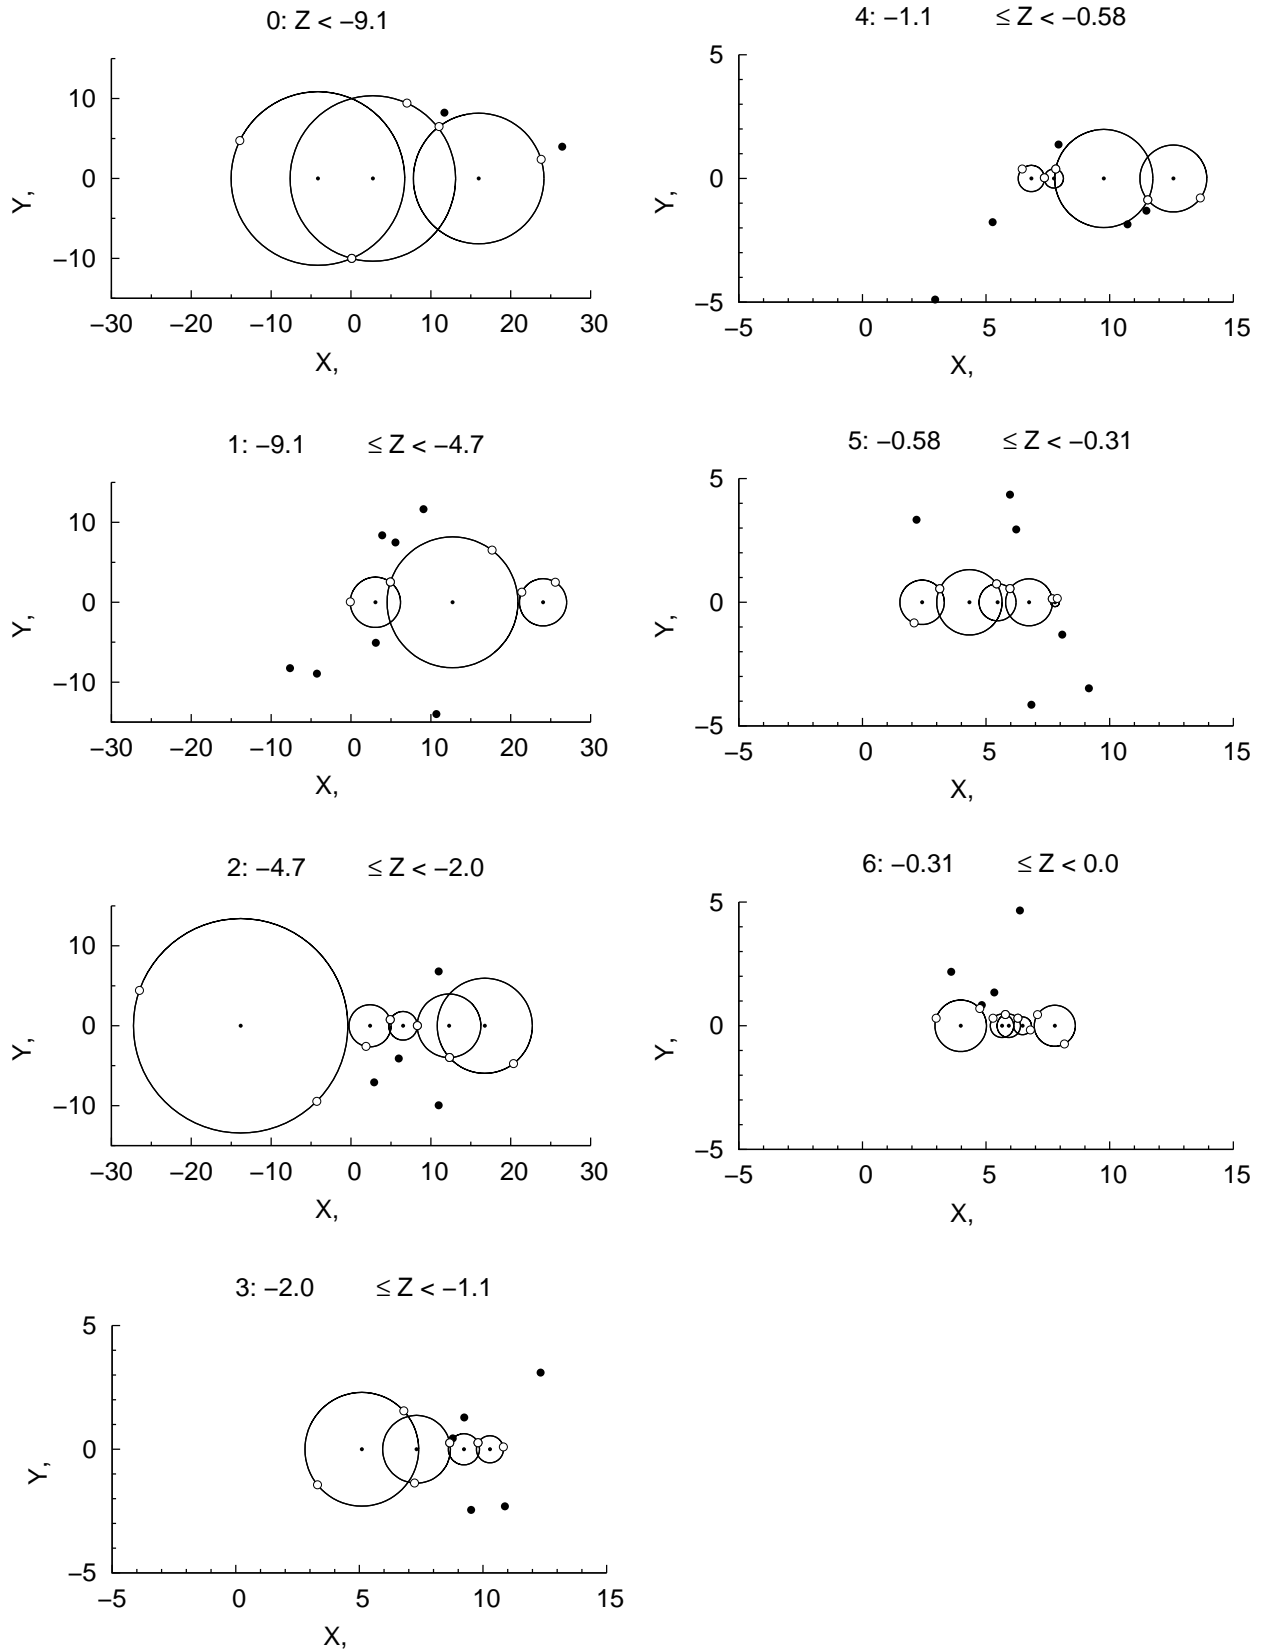 0: Z < −9.1
10
0
−10
−30 −20 −10 0 10 20 30
Y,
X,
1: −9.1 ≤ Z < −4.7
10
0
−10
−30 −20 −10 0 10 20 30
Y,
X,
2: −4.7 ≤ Z < −2.0
10
0
−10
−30 −20 −10 0 10 20 30
Y,
X,
3: −2.0 ≤ Z < −1.1
5
0
−5
−5 0 5 10 15
Y,
X,
4: −1.1 ≤ Z < −0.58
5
0
−5
−5 0 5 10 15
Y,
X,
5: −0.58 ≤ Z < −0.31
5
0
−5
−5 0 5 10 15
Y,
X,
6: −0.31 ≤ Z < 0.0
5
0
−5
−5 0 5 10 15
Y,
X,